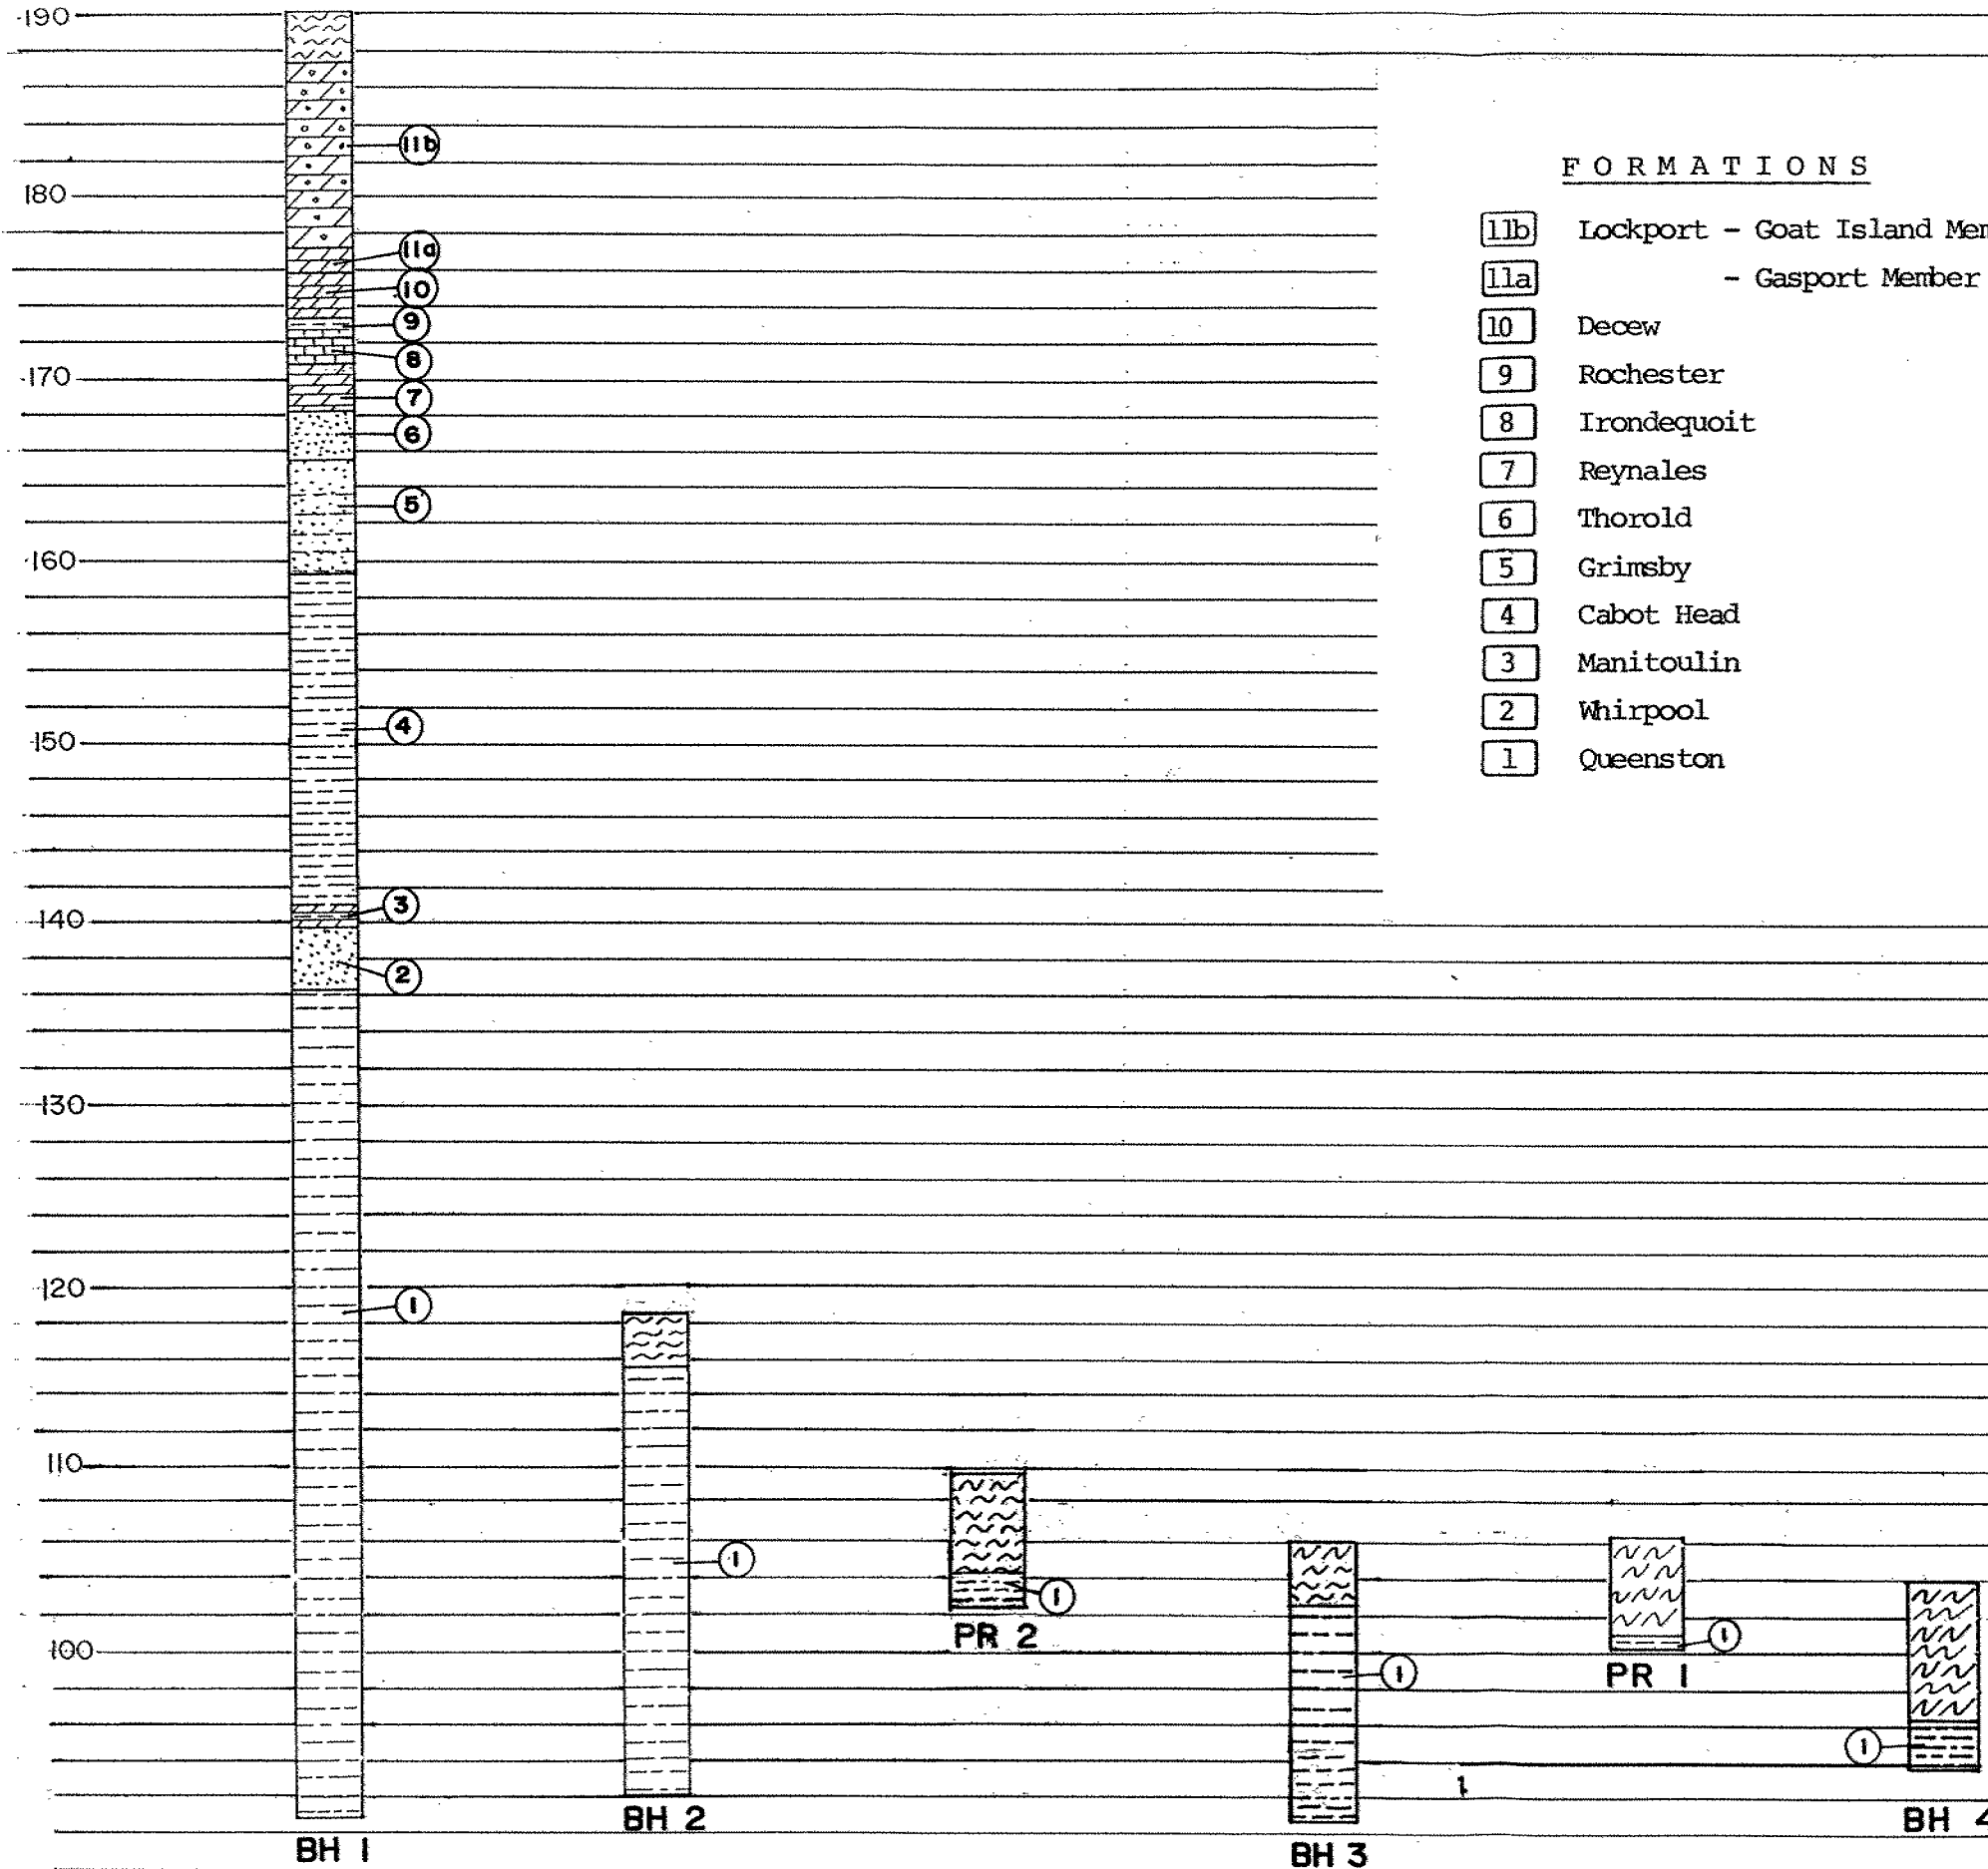 190
180
170
160
150
140
130
120
110
100
11b
11a
10
9
8
7
6
5
4
3
2
1
1
1
1
1
1
BH 1
BH 2
PR 2
BH 3
PR 1
BH 4
FORMATIONS
11b Lockport - Goat Island Mem
11a - Gasport Member
10 Decew
9 Rochester
8 Irondequoit
7 Reynales
6 Thorold
5 Grimsby
4 Cabot Head
3 Manitoulin
2 Whirpool
1 Queenston